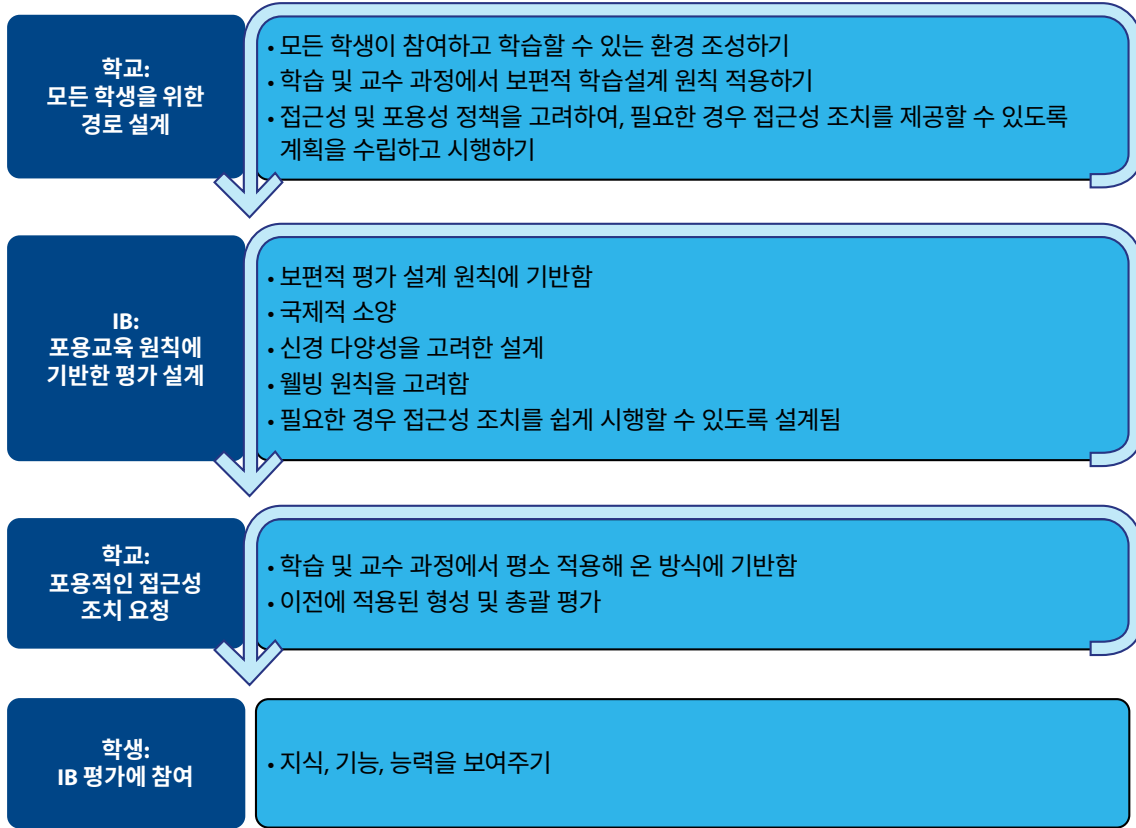 학교:
모든 학생을 위한
경로 설계
• 모든 학생이 참여하고 학습할 수 있는 환경 조성하기
• 학습 및 교수 과정에서 보편적 학습설계 원칙 적용하기
• 접근성 및 포용성 정책을 고려하여, 필요한 경우 접근성 조치를 제공할 수 있도록
계획을 수립하고 시행하기
IB:
포용교육 원칙에
기반한 평가 설계
• 보편적 평가 설계 원칙에 기반함
• 국제적 소양
• 신경 다양성을 고려한 설계
• 웰빙 원칙을 고려함
• 필요한 경우 접근성 조치를 쉽게 시행할 수 있도록 설계됨
학교:
포용적인 접근성
조치 요청
• 학습 및 교수 과정에서 평소 적용해 온 방식에 기반함
• 이전에 적용된 형성 및 총괄 평가
학생:
IB 평가에 참여
• 지식, 기능, 능력을 보여주기